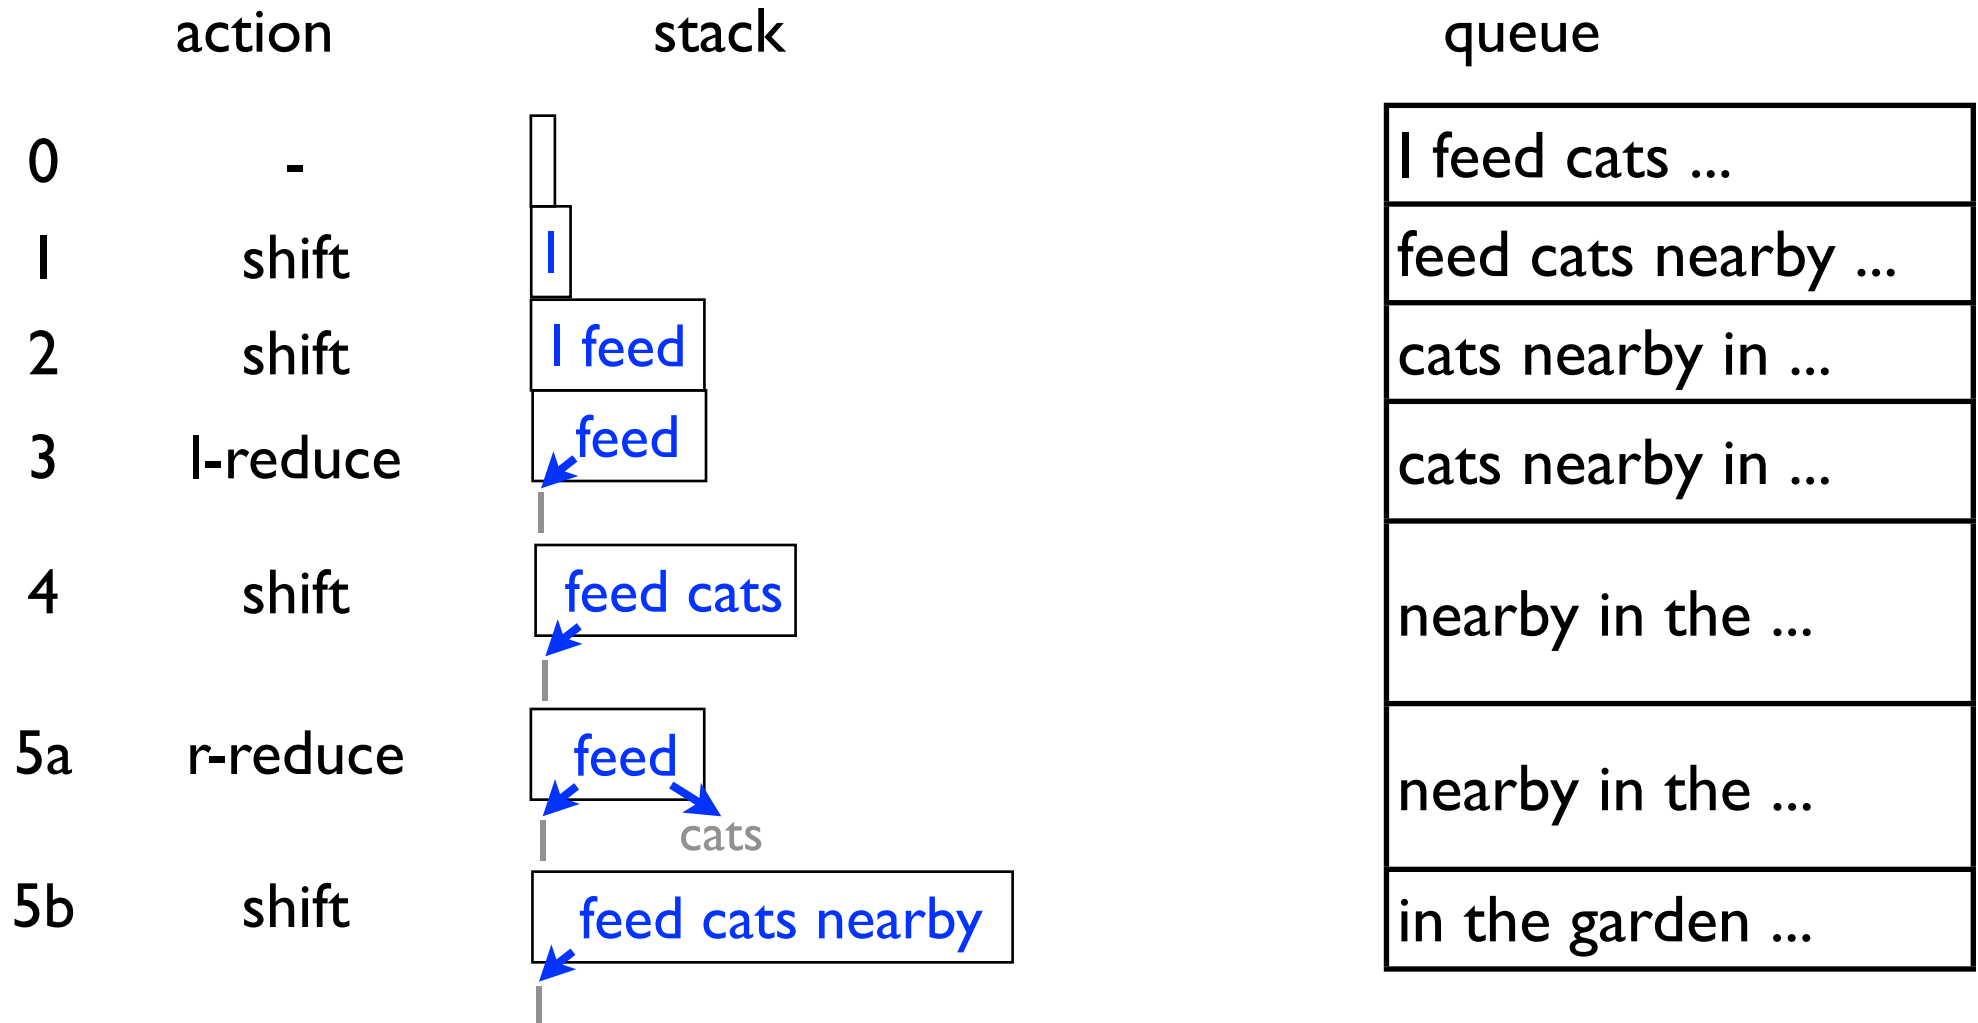 action stack queue
0 - I feed cats ...
1 shift I feed cats nearby ...
2 shift I feed cats nearby in ...
3 l-reduce feed cats nearby in ...
I
4 shift feed cats nearby in the ...
I
5a r-reduce feed nearby in the ...
I cats
5b shift feed cats nearby in the garden ...
I